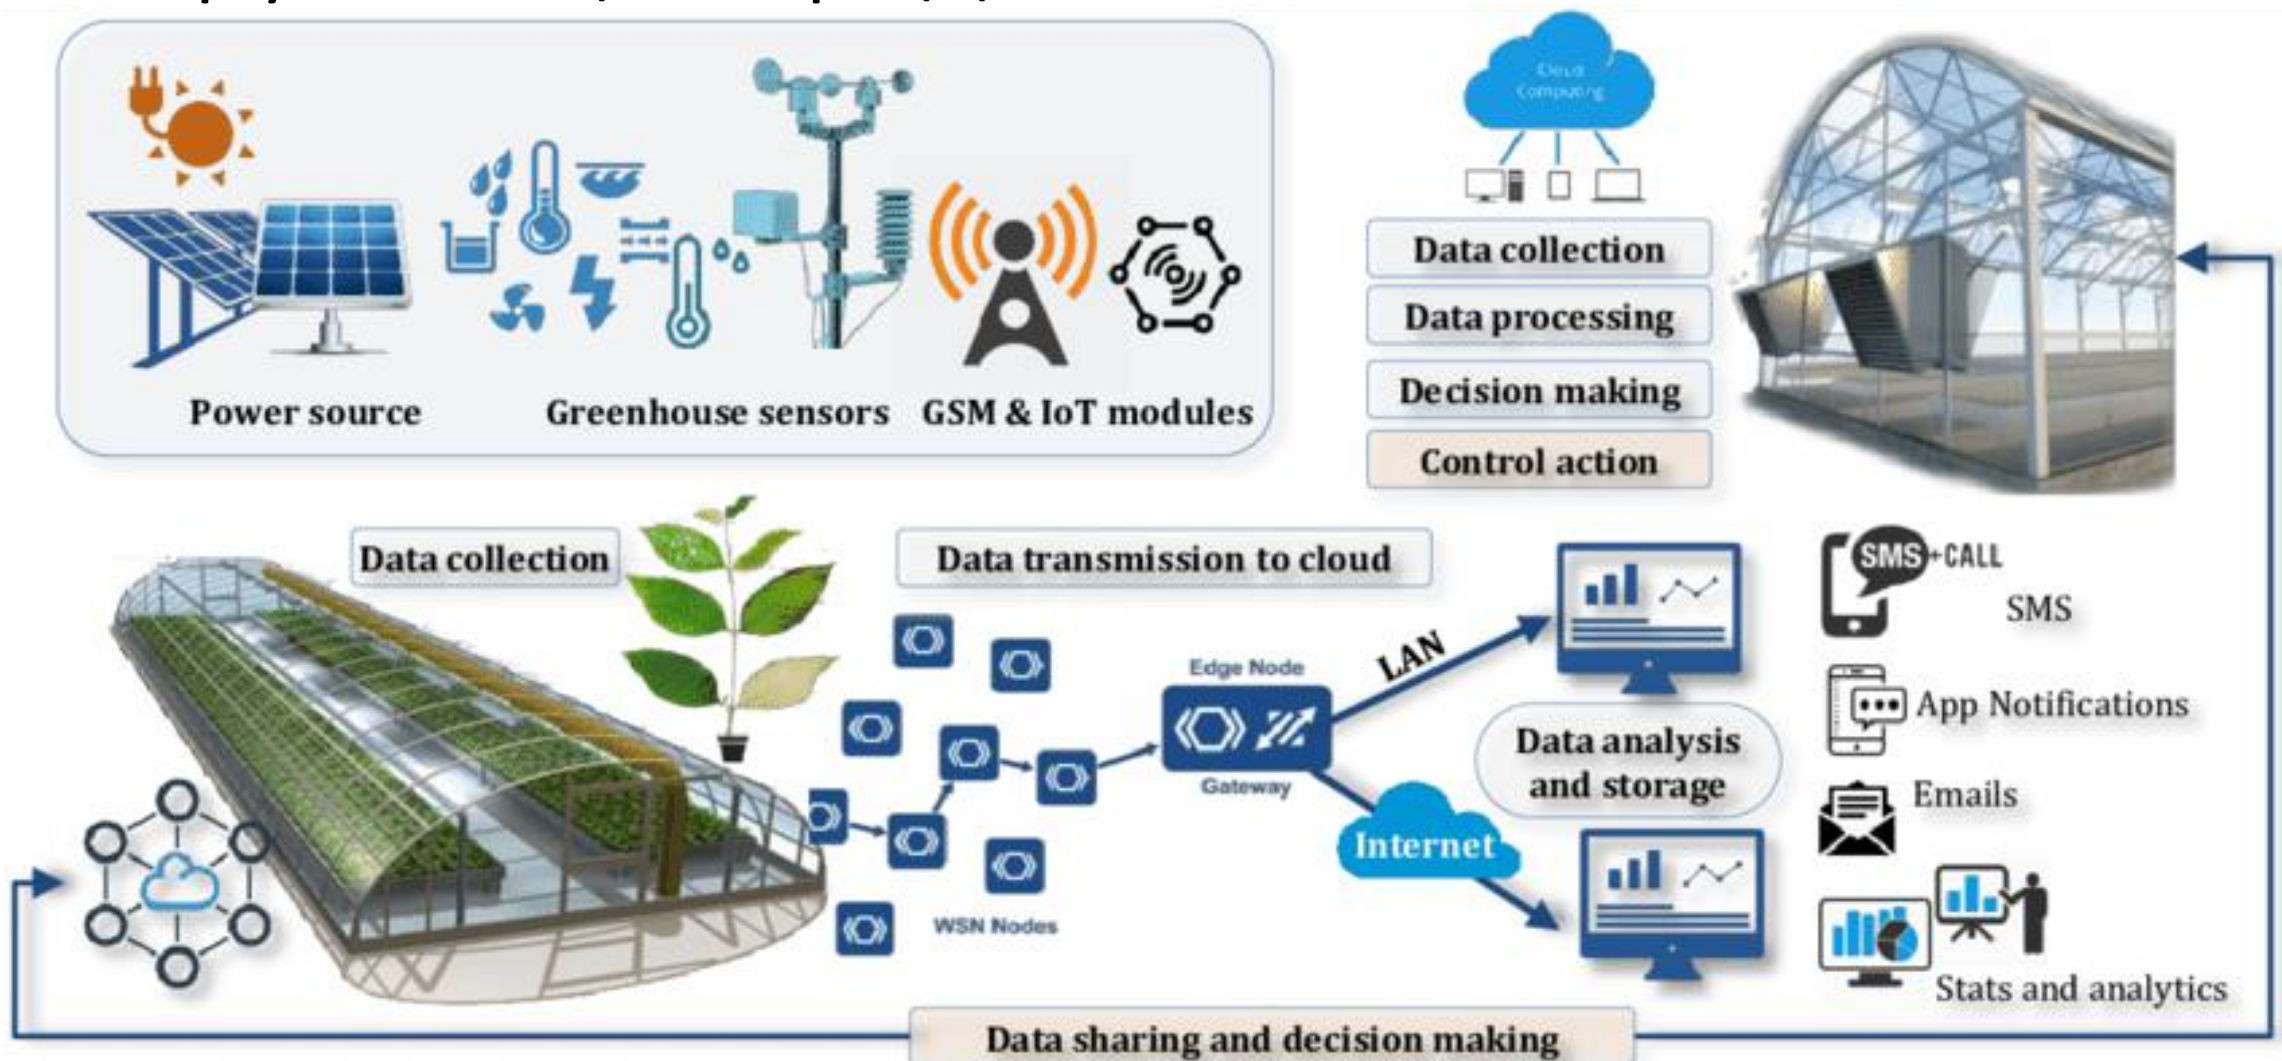 Cloud
Computing
Power source
Greenhouse sensors
GSM & IoT modules
Data collection
Data processing
Decision making
Control action
Data collection
Data transmission to cloud
SMS+CALL
SMS
App Notifications
Emails
Stats and analytics
Edge Node
Gateway
LAN
Internet
Data analysis
and storage
WSN Nodes
Data sharing and decision making